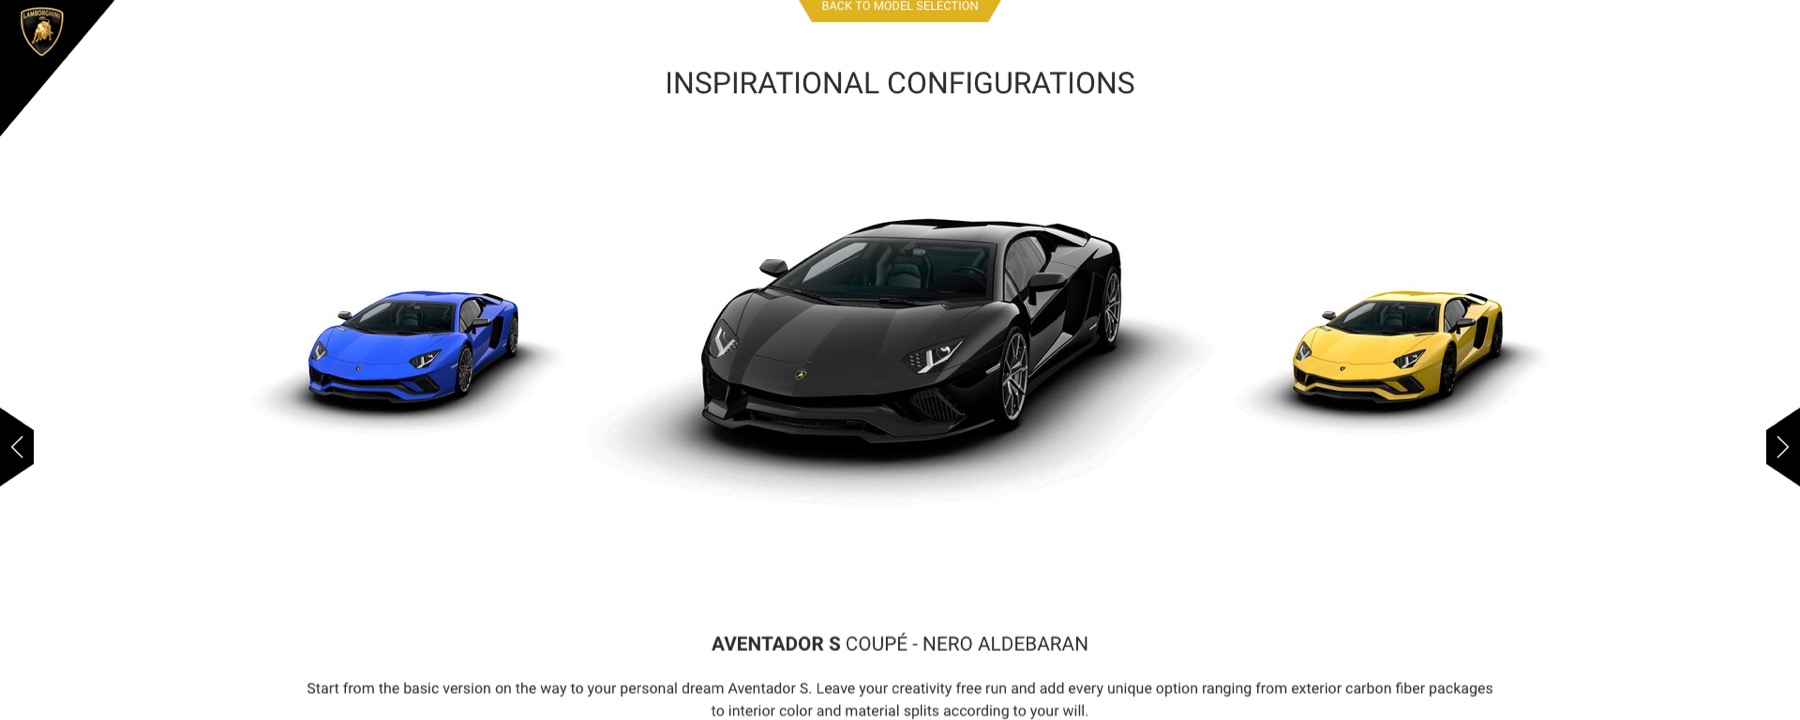 LAMBORGHINI
BACK TO MODEL SELECTION
INSPIRATIONAL CONFIGURATIONS
AVENTADOR S COUPÉ - NERO ALDEBARAN
Start from the basic version on the way to your personal dream Aventador S. Leave your creativity free run and add every unique option ranging from exterior carbon fiber packages
to interior color and material splits according to your will.